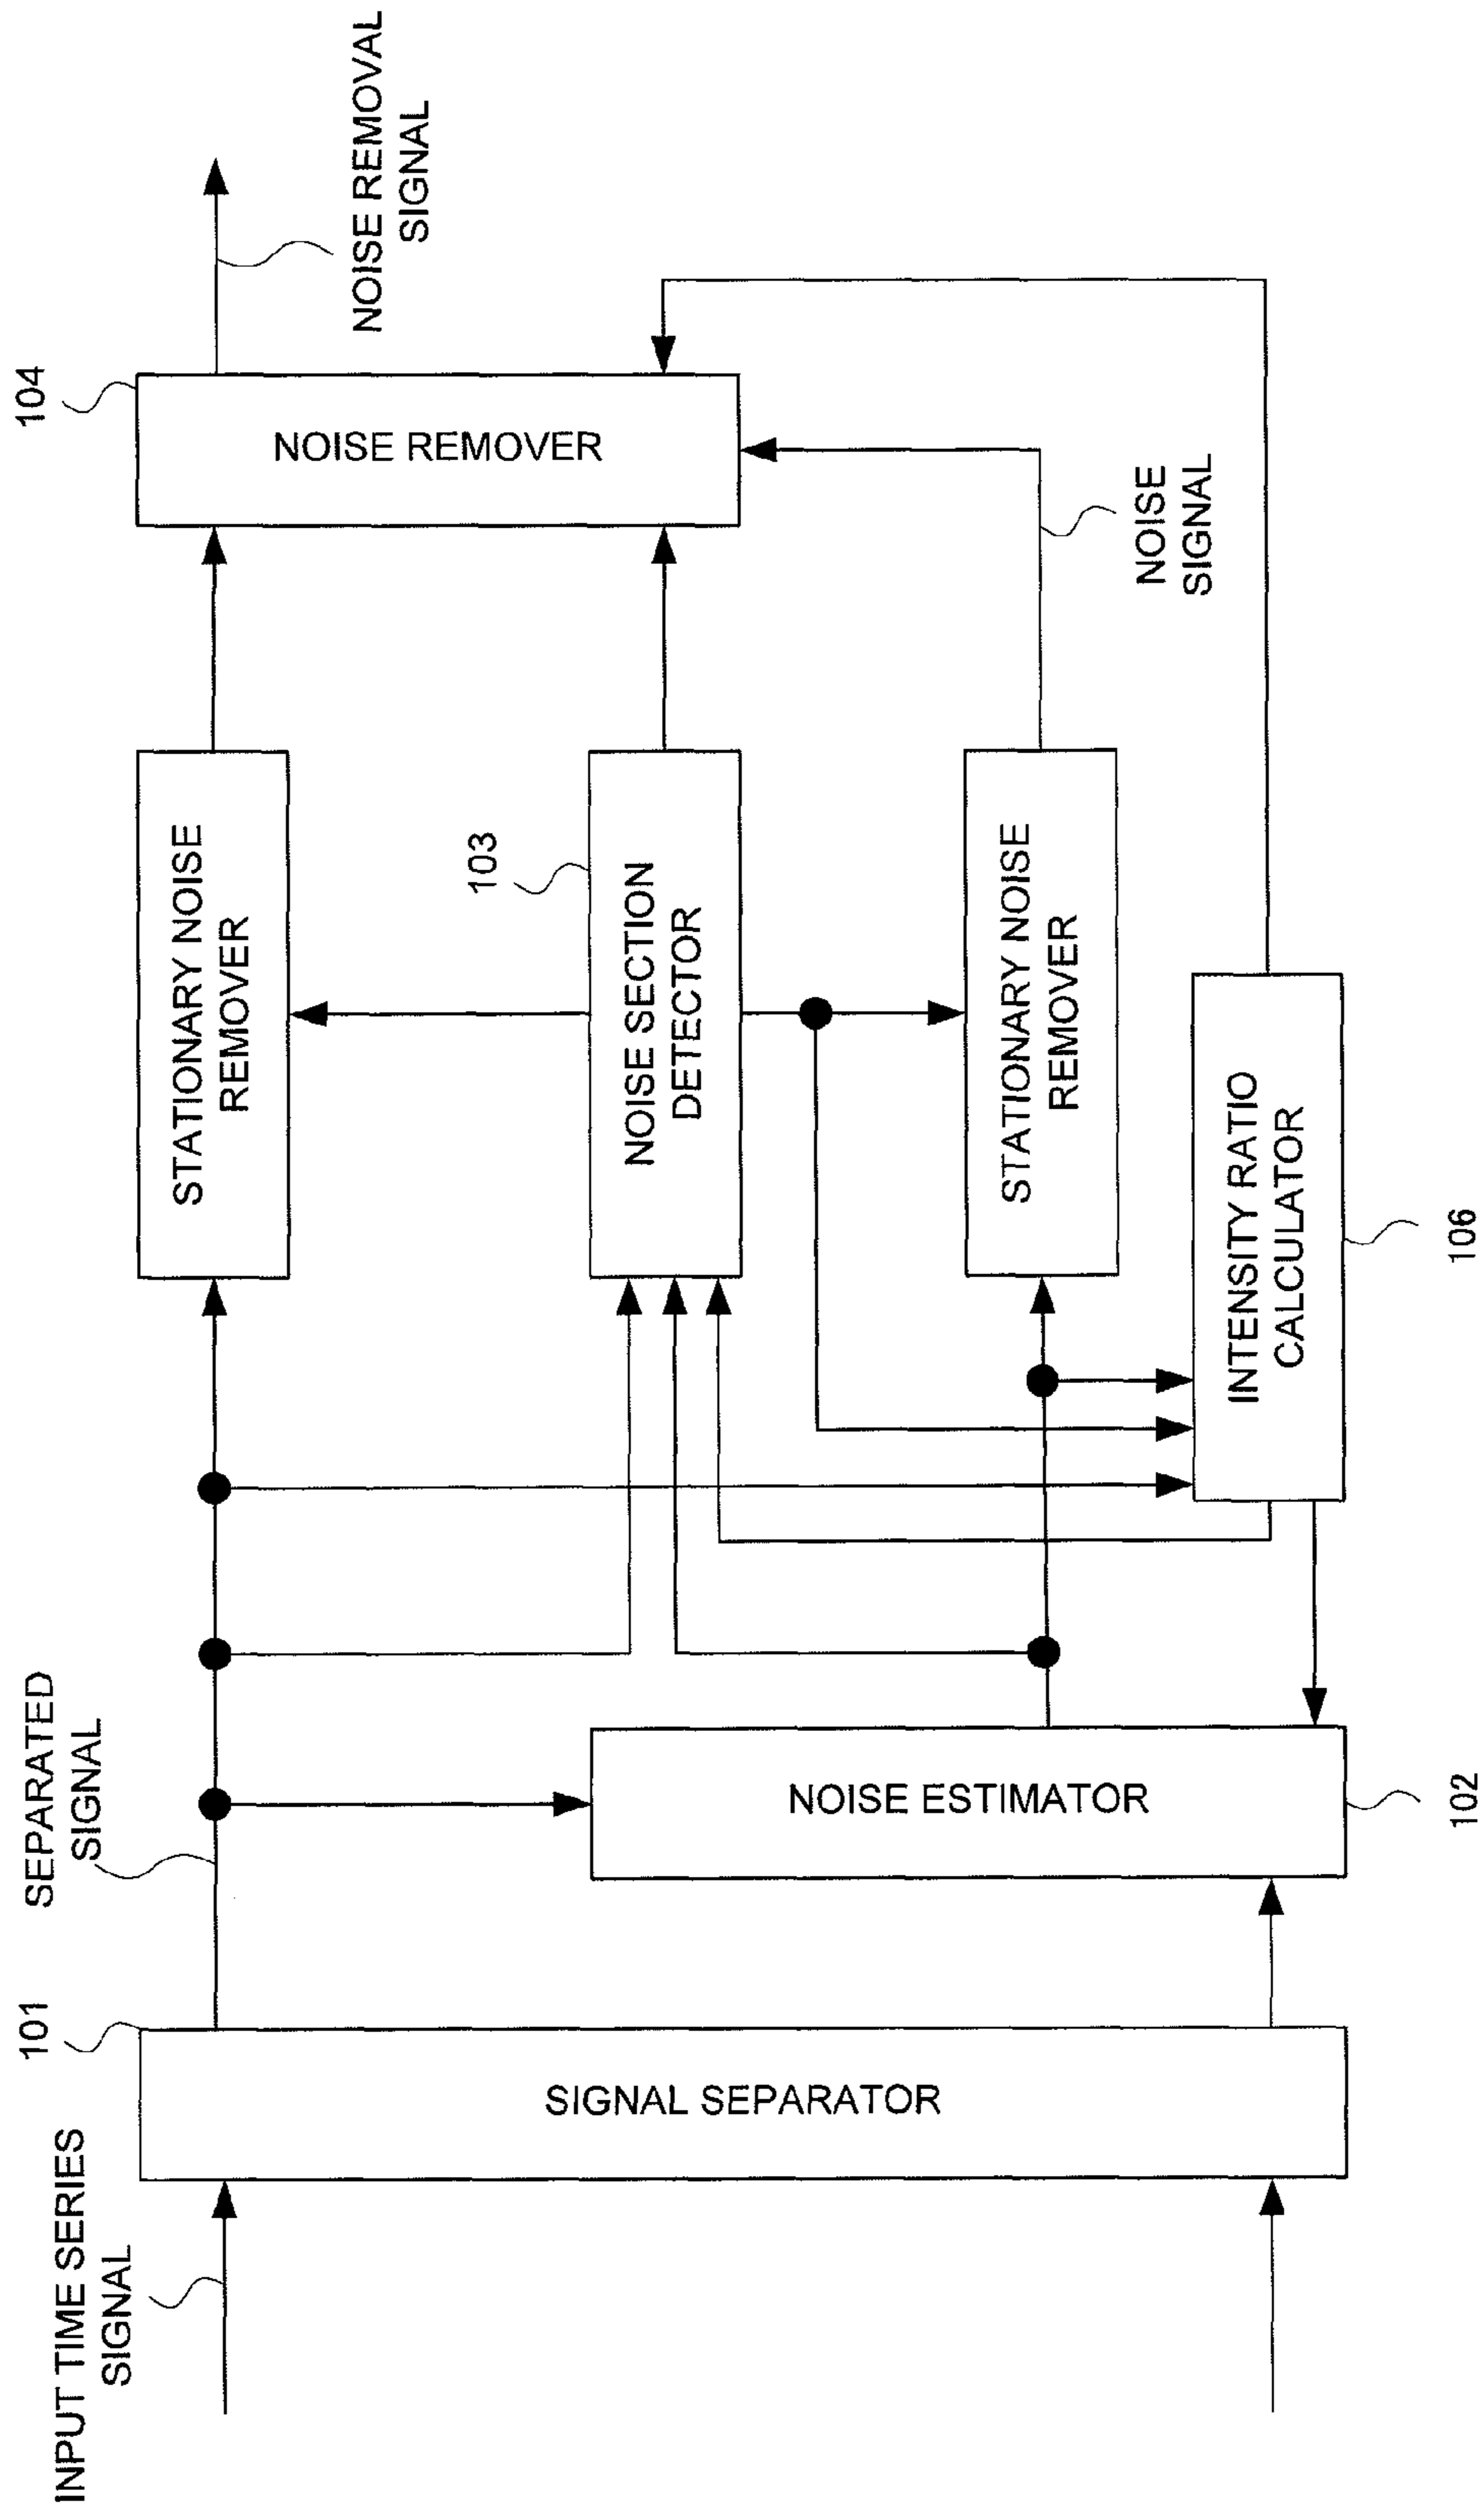 INPUT TIME SERIES
SIGNAL
101
SIGNAL SEPARATOR
SEPARATED
SIGNAL
NOISE ESTIMATOR
102
STATIONARY NOISE
REMOVER
103
NOISE SECTION
DETECTOR
STATIONARY NOISE
REMOVER
INTENSITY RATIO
CALCULATOR
106
104
NOISE REMOVER
NOISE
SIGNAL
NOISE REMOVAL
SIGNAL